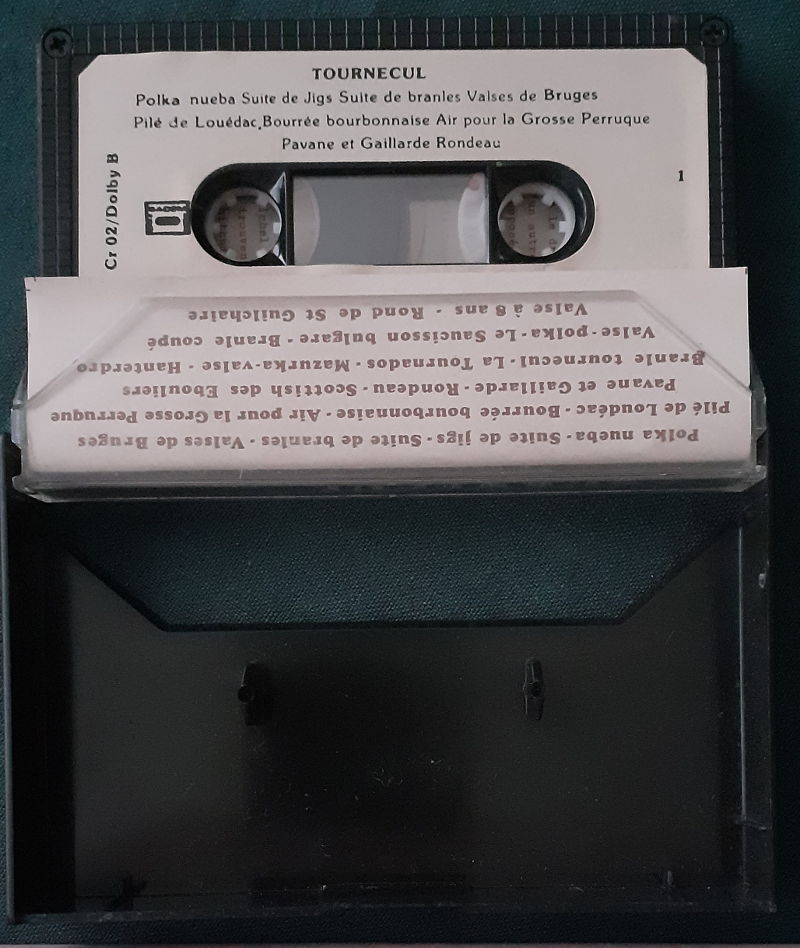 TOURNECUL
Polka nueba Suite de Jigs Suite de branles Valses de Bruges
Pilé de Louédac,Bourrée bourbonnaise Air pour la Grosse Perruque
Pavane et Gaillarde Rondeau
1
Cr 02/Dolby B
Polka nueba - Suite de jigs - Suite de branles - Valses de Bruges
Pilé de Loudéac - Bourrée bourbonnaise - Air pour la Grosse Perruque
Pavane et Gaillarde - Rondeau - Scottish des Ebouliers
Branle tournecul - La Tournados - Mazurka-valse - Hanterdro
Valse-polka - Le Saucisson bulgare - Branle coupé
Valse à 8 ans - Rond de St Guilchaire